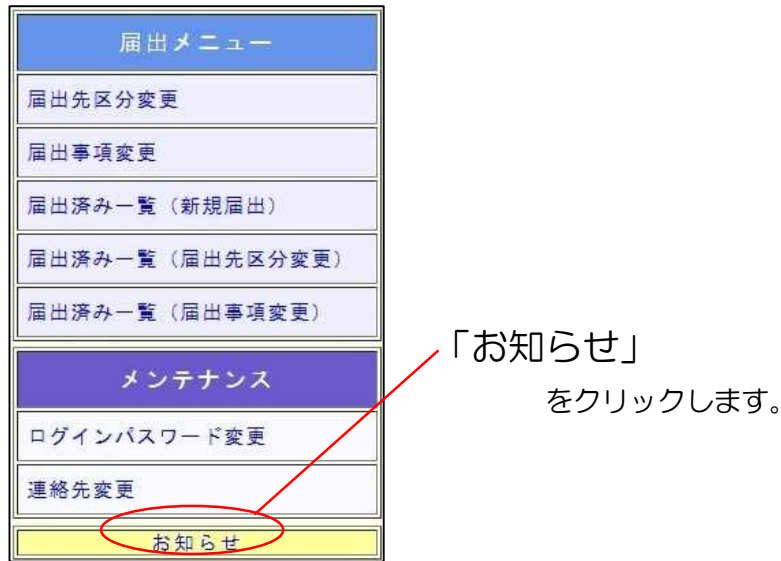 届出メニュー
届出先区分変更
届出事項変更
届出済み一覧（新規届出）
届出済み一覧（届出先区分変更）
届出済み一覧（届出事項変更）
メンテナンス
ログインパスワード変更
連絡先変更
お知らせ
「お知らせ」
をクリックします。